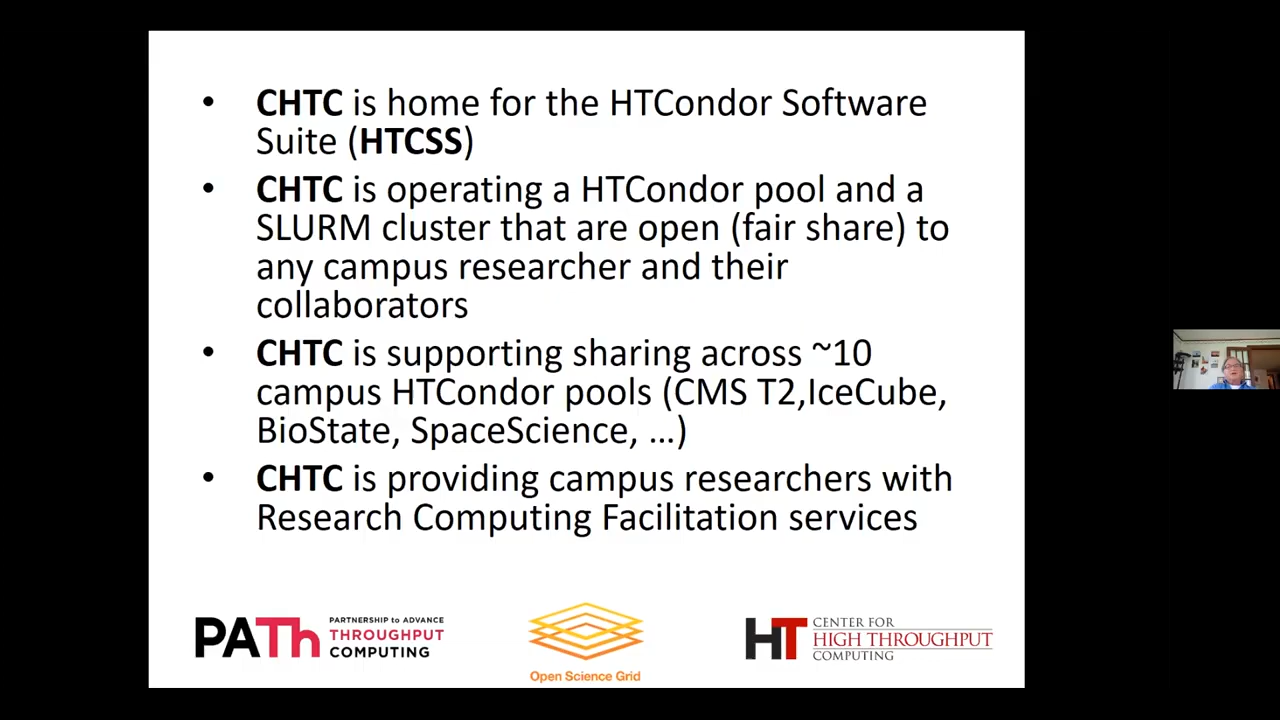 • CHTC is home for the HTCondor Software
Suite (HTCSS)
• CHTC is operating a HTCondor pool and a
SLURM cluster that are open (fair share) to
any campus researcher and their
collaborators
• CHTC is supporting sharing across ~10
campus HTCondor pools (CMS T2,IceCube,
BioState, SpaceScience, …)
• CHTC is providing campus researchers with
Research Computing Facilitation services
PATh
PARTNERSHIP to ADVANCE
THROUGHPUT
COMPUTING
Open Science Grid
HT
CENTER FOR
HIGH THROUGHPUT
COMPUTING